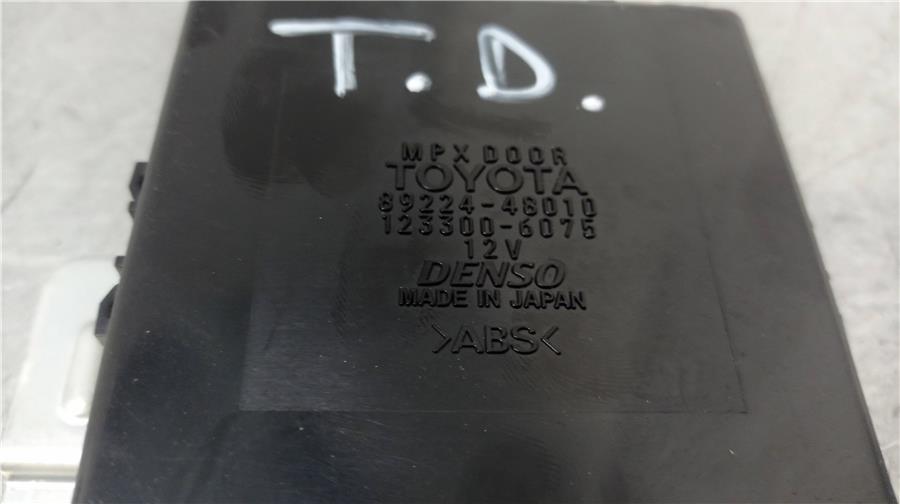 T.D.
MPX DOOR
TOYOTA
89224-48010
123300-6075
12V
DENSO
MADE IN JAPAN
>ABS<